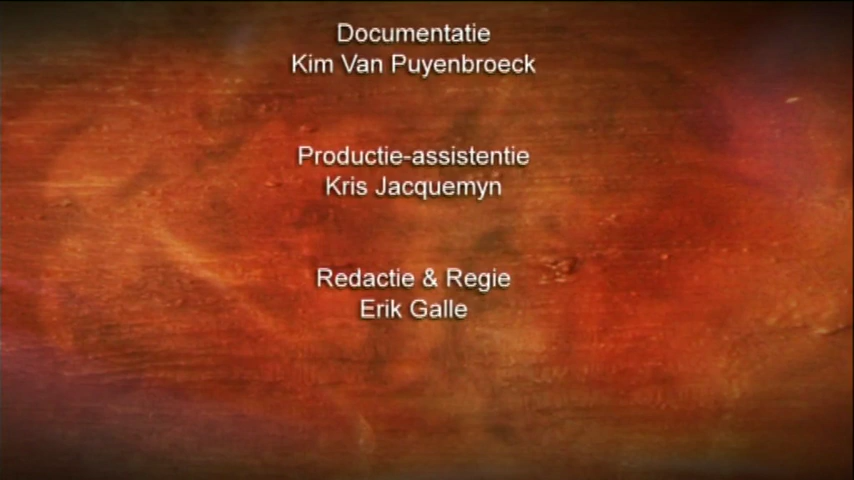 Documentatie
Kim Van Puyenbroeck
Productie-assistentie
Kris Jacquemyn
Redactie & Regie
Erik Galle